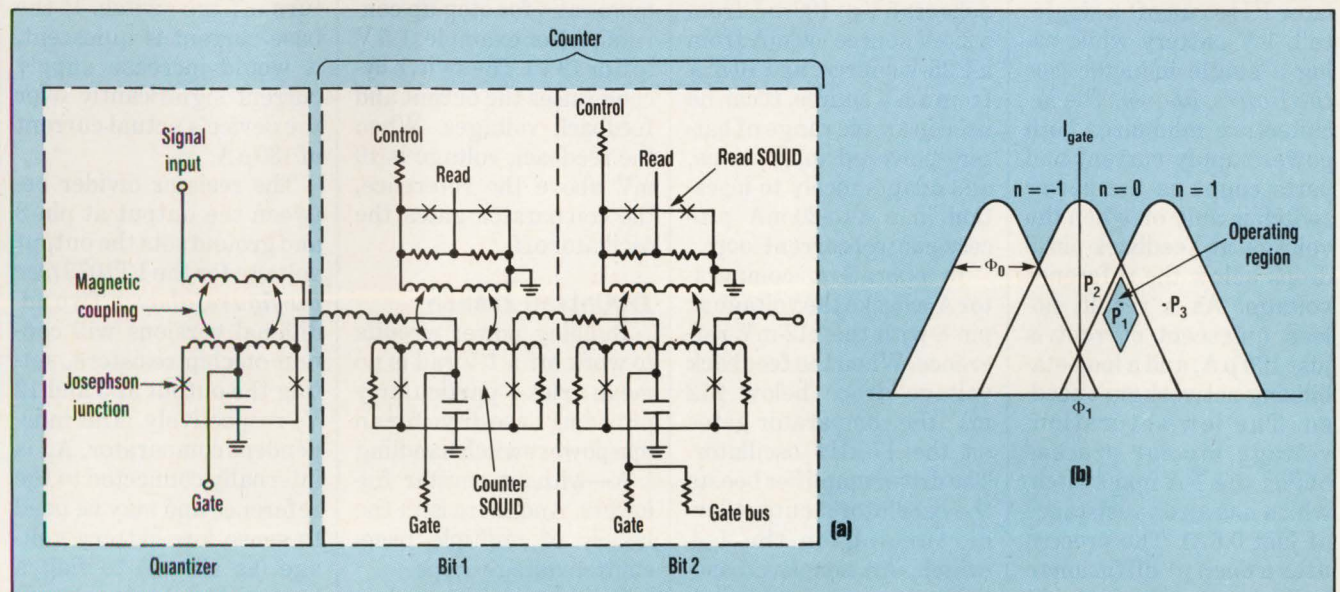 Counter
Signal
input
Magnetic
coupling
Josephson
junction
Gate
Quantizer
Control
Read
Counter
SQUID
Gate
Bit 1
Control
Read
Read SQUID
Gate
Gate bus
Bit 2
(a)
I gate
n = −1
n = 0
n = 1
Operating
region
Φ0
P2
P1
P3
Φ1
(b)